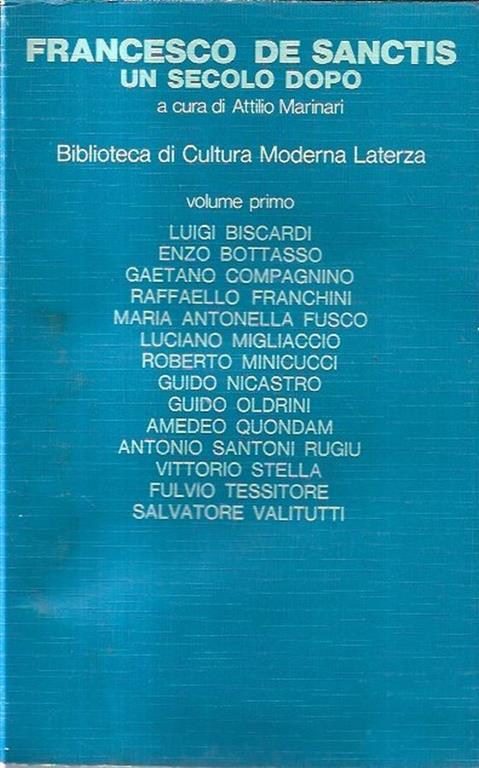 FRANCESCO DE SANCTIS
UN SECOLO DOPO
a cura di Attilio Marinari
Biblioteca di Cultura Moderna Laterza
volume primo
LUIGI BISCARDI
ENZO BOTTASSO
GAETANO COMPAGNINO
RAFFAELLO FRANCHINI
MARIA ANTONELLA FUSCO
LUCIANO MIGLIACCIO
ROBERTO MINICUCCI
GUIDO NICASTRO
GUIDO OLDRINI
AMEDEO QUONDAM
ANTONIO SANTONI RUGIU
VITTORIO STELLA
FULVIO TESSITORE
SALVATORE VALITUTTI